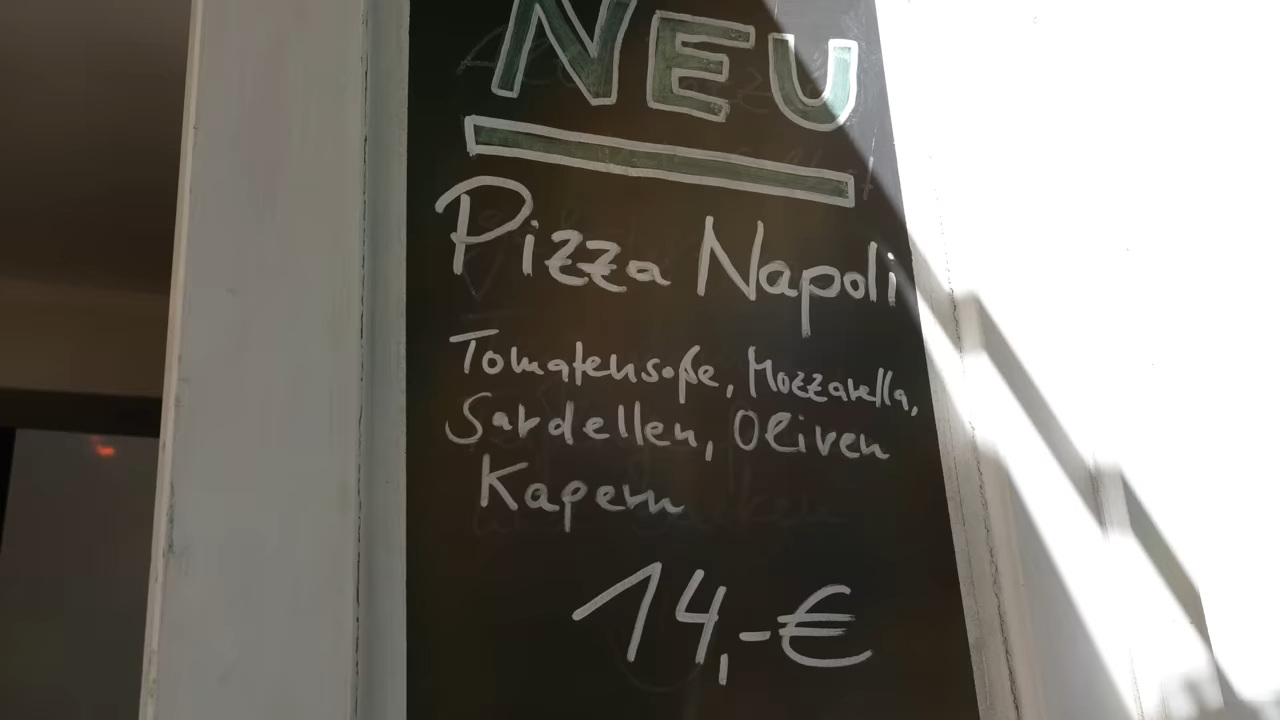 NEU
Pizza Napoli
Tomatensoße, Mozzarella,
Sardellen, Oliven
Kapern
14,-€